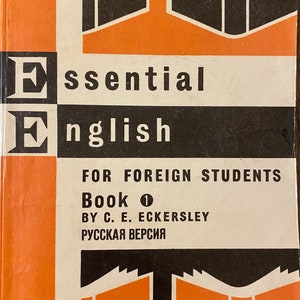 Essential
English
FOR FOREIGN STUDENTS
Book 1
BY C. E. ECKERSLEY
РУССКАЯ ВЕРСИЯ